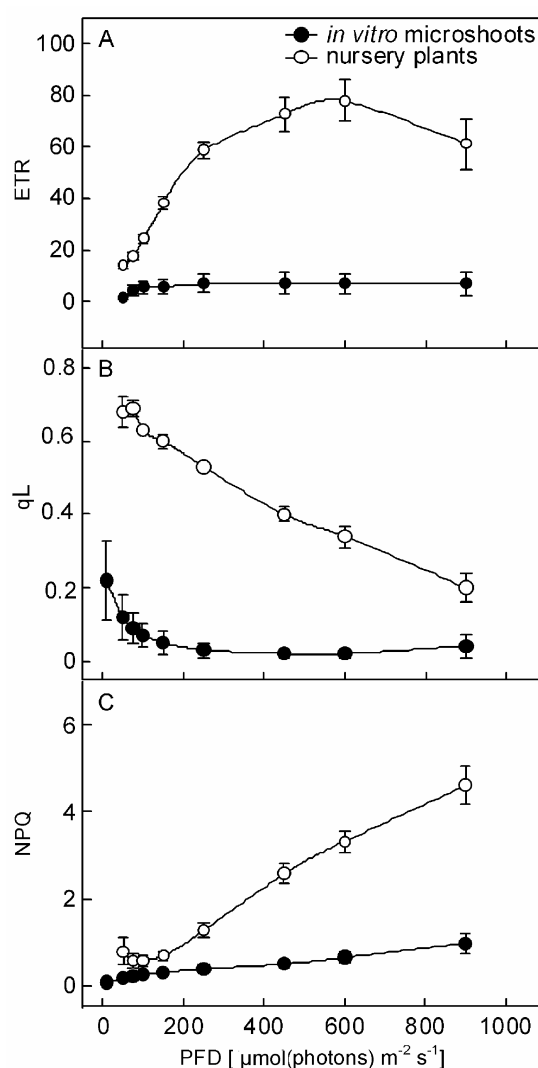 A
in vitro microshoots
nursery plants
100
80
60
40
20
0
ETR
B
0.8
0.6
0.4
0.2
0
qL
C
6
4
2
0
NPQ
0 200 400 600 800 1000
PFD [ µmol(photons) m⁻² s⁻¹]